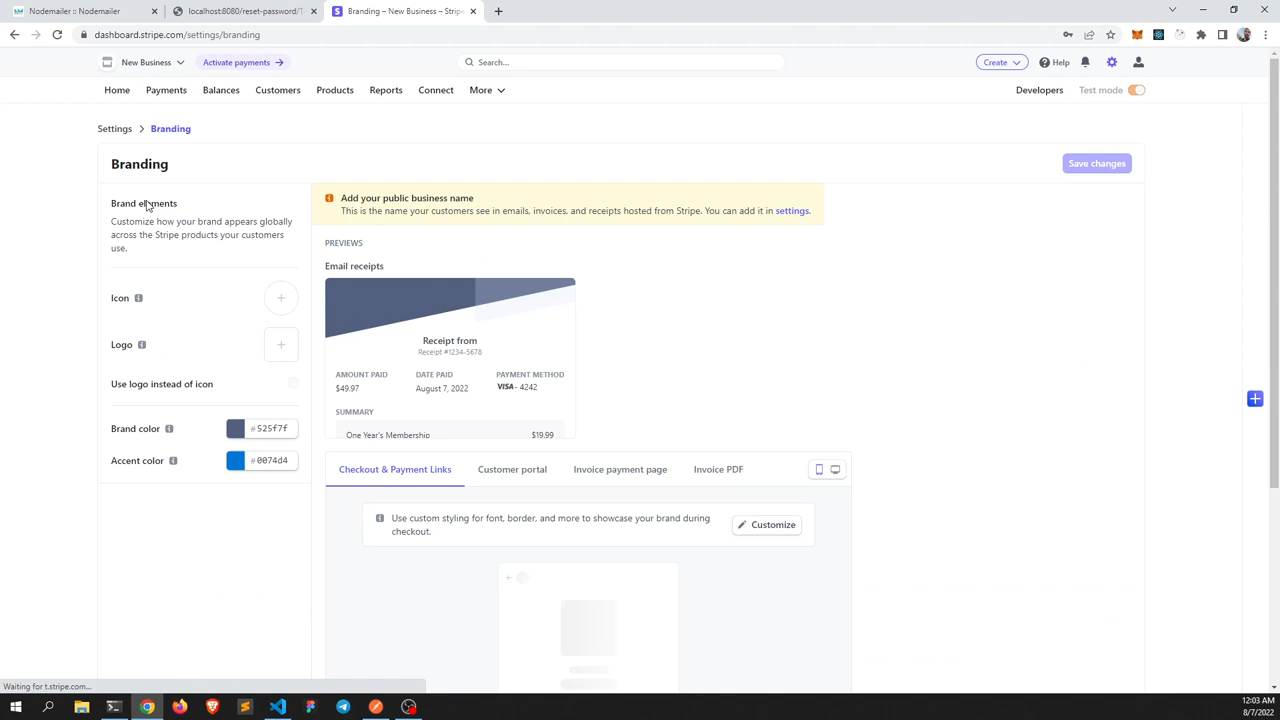 Nodemailer :: Nodemailer
localhost:8080/reset-password/
Branding – New Business – Stripe
dashboard.stripe.com/settings/branding
New Business
Activate payments
Search...
Create
Help
Home
Payments
Balances
Customers
Products
Reports
Connect
More
Developers
Test mode
Settings
Branding
Branding
Save changes
Brand elements
Customize how your brand appears globally
across the Stripe products your customers
use.
Icon
Logo
Use logo instead of icon
Brand color
#525f7f
Accent color
#0074d4
Add your public business name
This is the name your customers see in emails, invoices, and receipts hosted from Stripe. You can add it in settings.
PREVIEWS
Email receipts
Receipt from
Receipt #1234-5678
AMOUNT PAID
$49.97
DATE PAID
August 7, 2022
PAYMENT METHOD
VISA - 4242
SUMMARY
One Year's Membership
$19.99
Checkout & Payment Links
Customer portal
Invoice payment page
Invoice PDF
Use custom styling for font, border, and more to showcase your brand during
checkout.
Customize
Waiting for t.stripe.com...
12:03 AM
8/7/2022